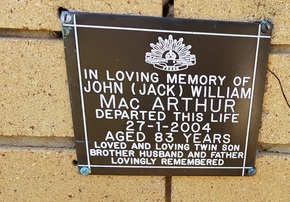 IN LOVING MEMORY OF
JOHN (JACK) WILLIAM
MAC ARTHUR
DEPARTED THIS LIFE
27-1-2004
AGED 83 YEARS
LOVED AND LOVING TWIN SON
BROTHER HUSBAND AND FATHER
LOVINGLY REMEMBERED